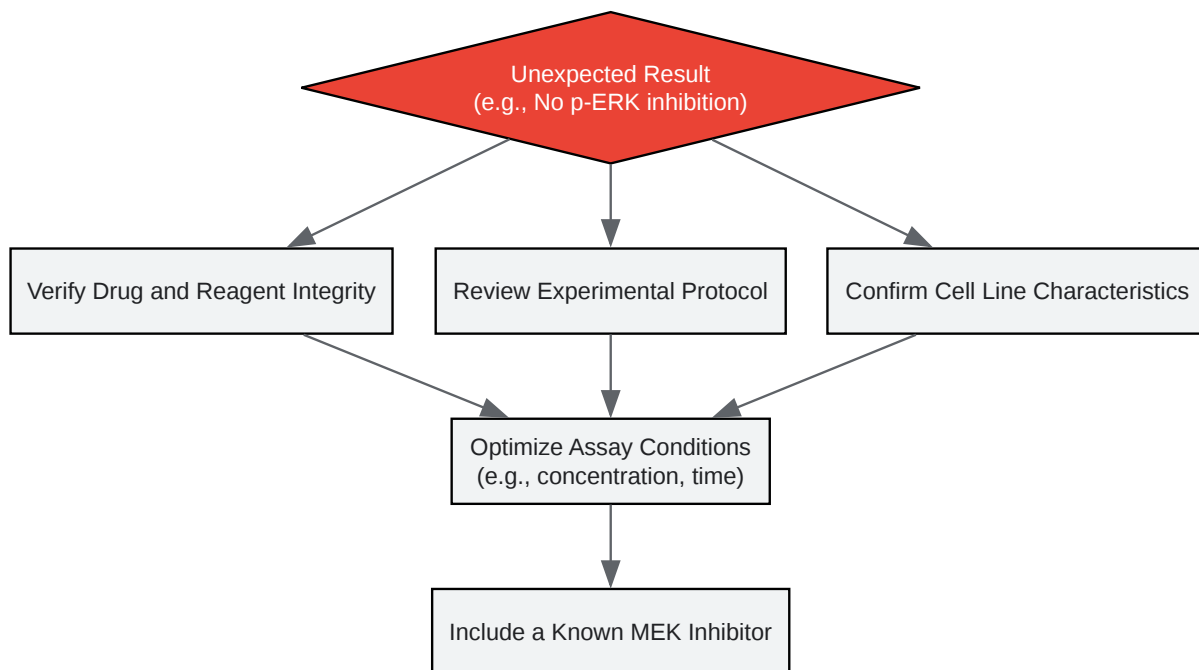 Unexpected Result
(e.g., No p-ERK inhibition)
Verify Drug and Reagent Integrity
Review Experimental Protocol
Confirm Cell Line Characteristics
Optimize Assay Conditions
(e.g., concentration, time)
Include a Known MEK Inhibitor